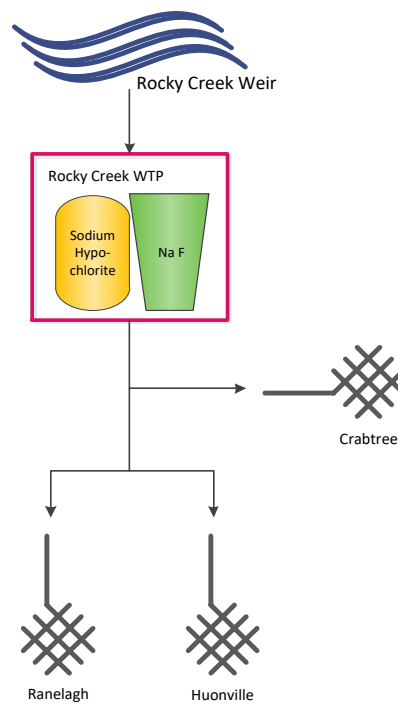 Rocky Creek Weir
Rocky Creek WTP
Sodium
Hypo-
chlorite
Na F
Crabtree
Ranelagh
Huonville